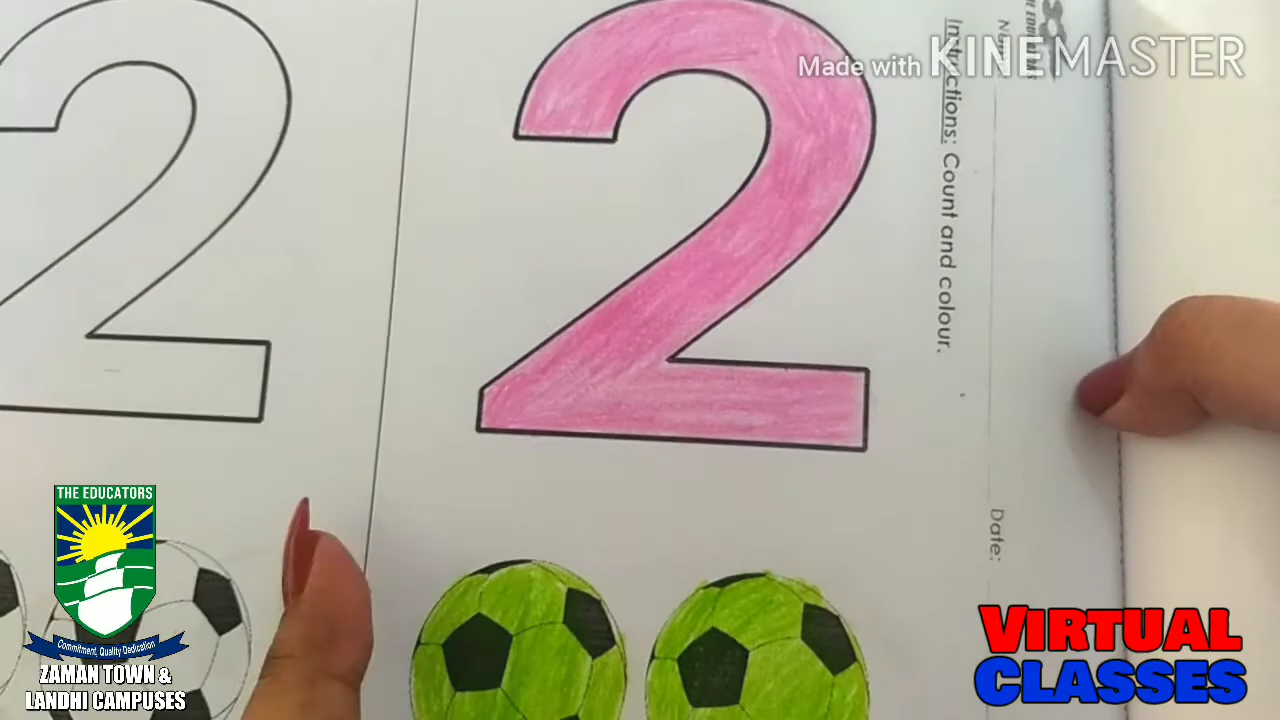 2
2
Made with KINEMASTER
Instructions: Count and colour.
Date:
THE EDUCATORS
Commitment, Quality Dedication
ZAMAN TOWN &
LANDHI CAMPUSES
VIRTUAL
CLASSES